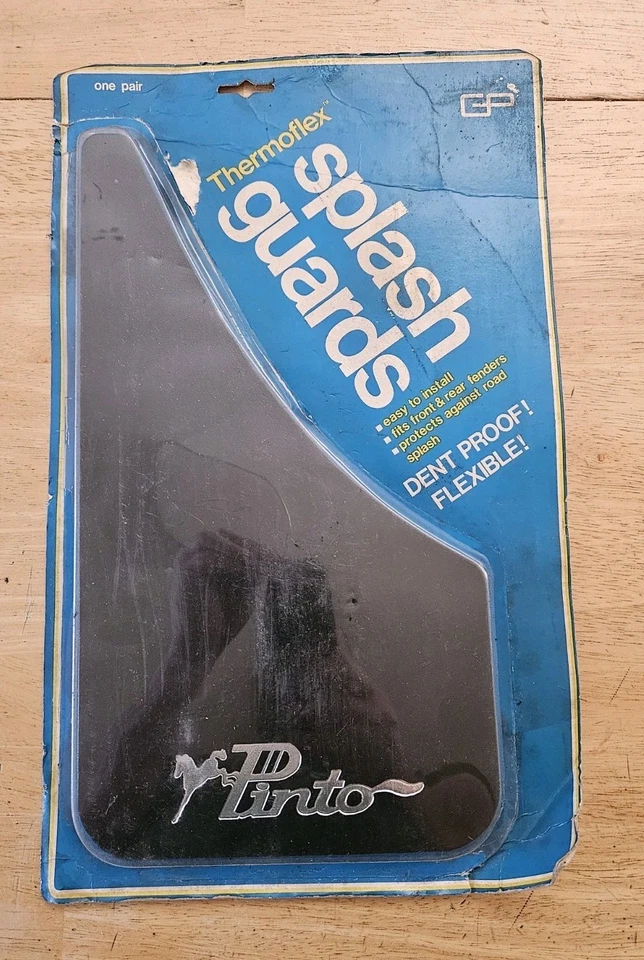 one pair
GP
Thermoflex™
splash
guards
easy to install
fits front & rear fenders
protects against road
splash
DENT PROOF!
FLEXIBLE!
Pinto